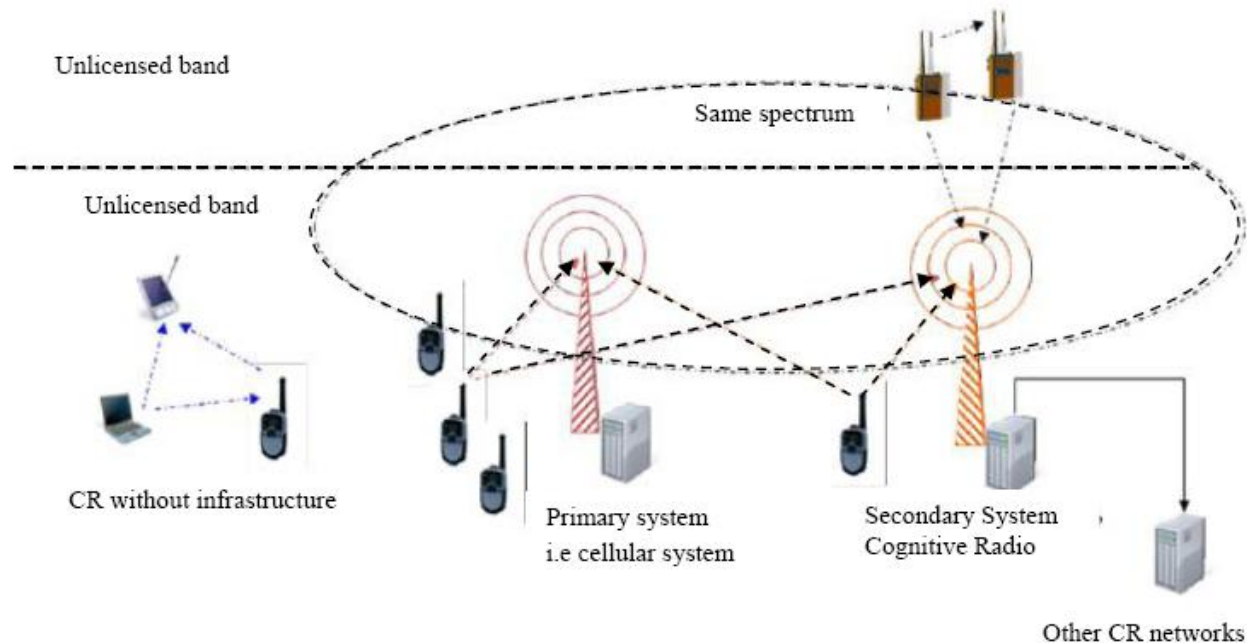 Unlicensed band
Same spectrum
Unlicensed band
CR without infrastructure
Primary system
i.e cellular system
Secondary System
Cognitive Radio
Other CR networks